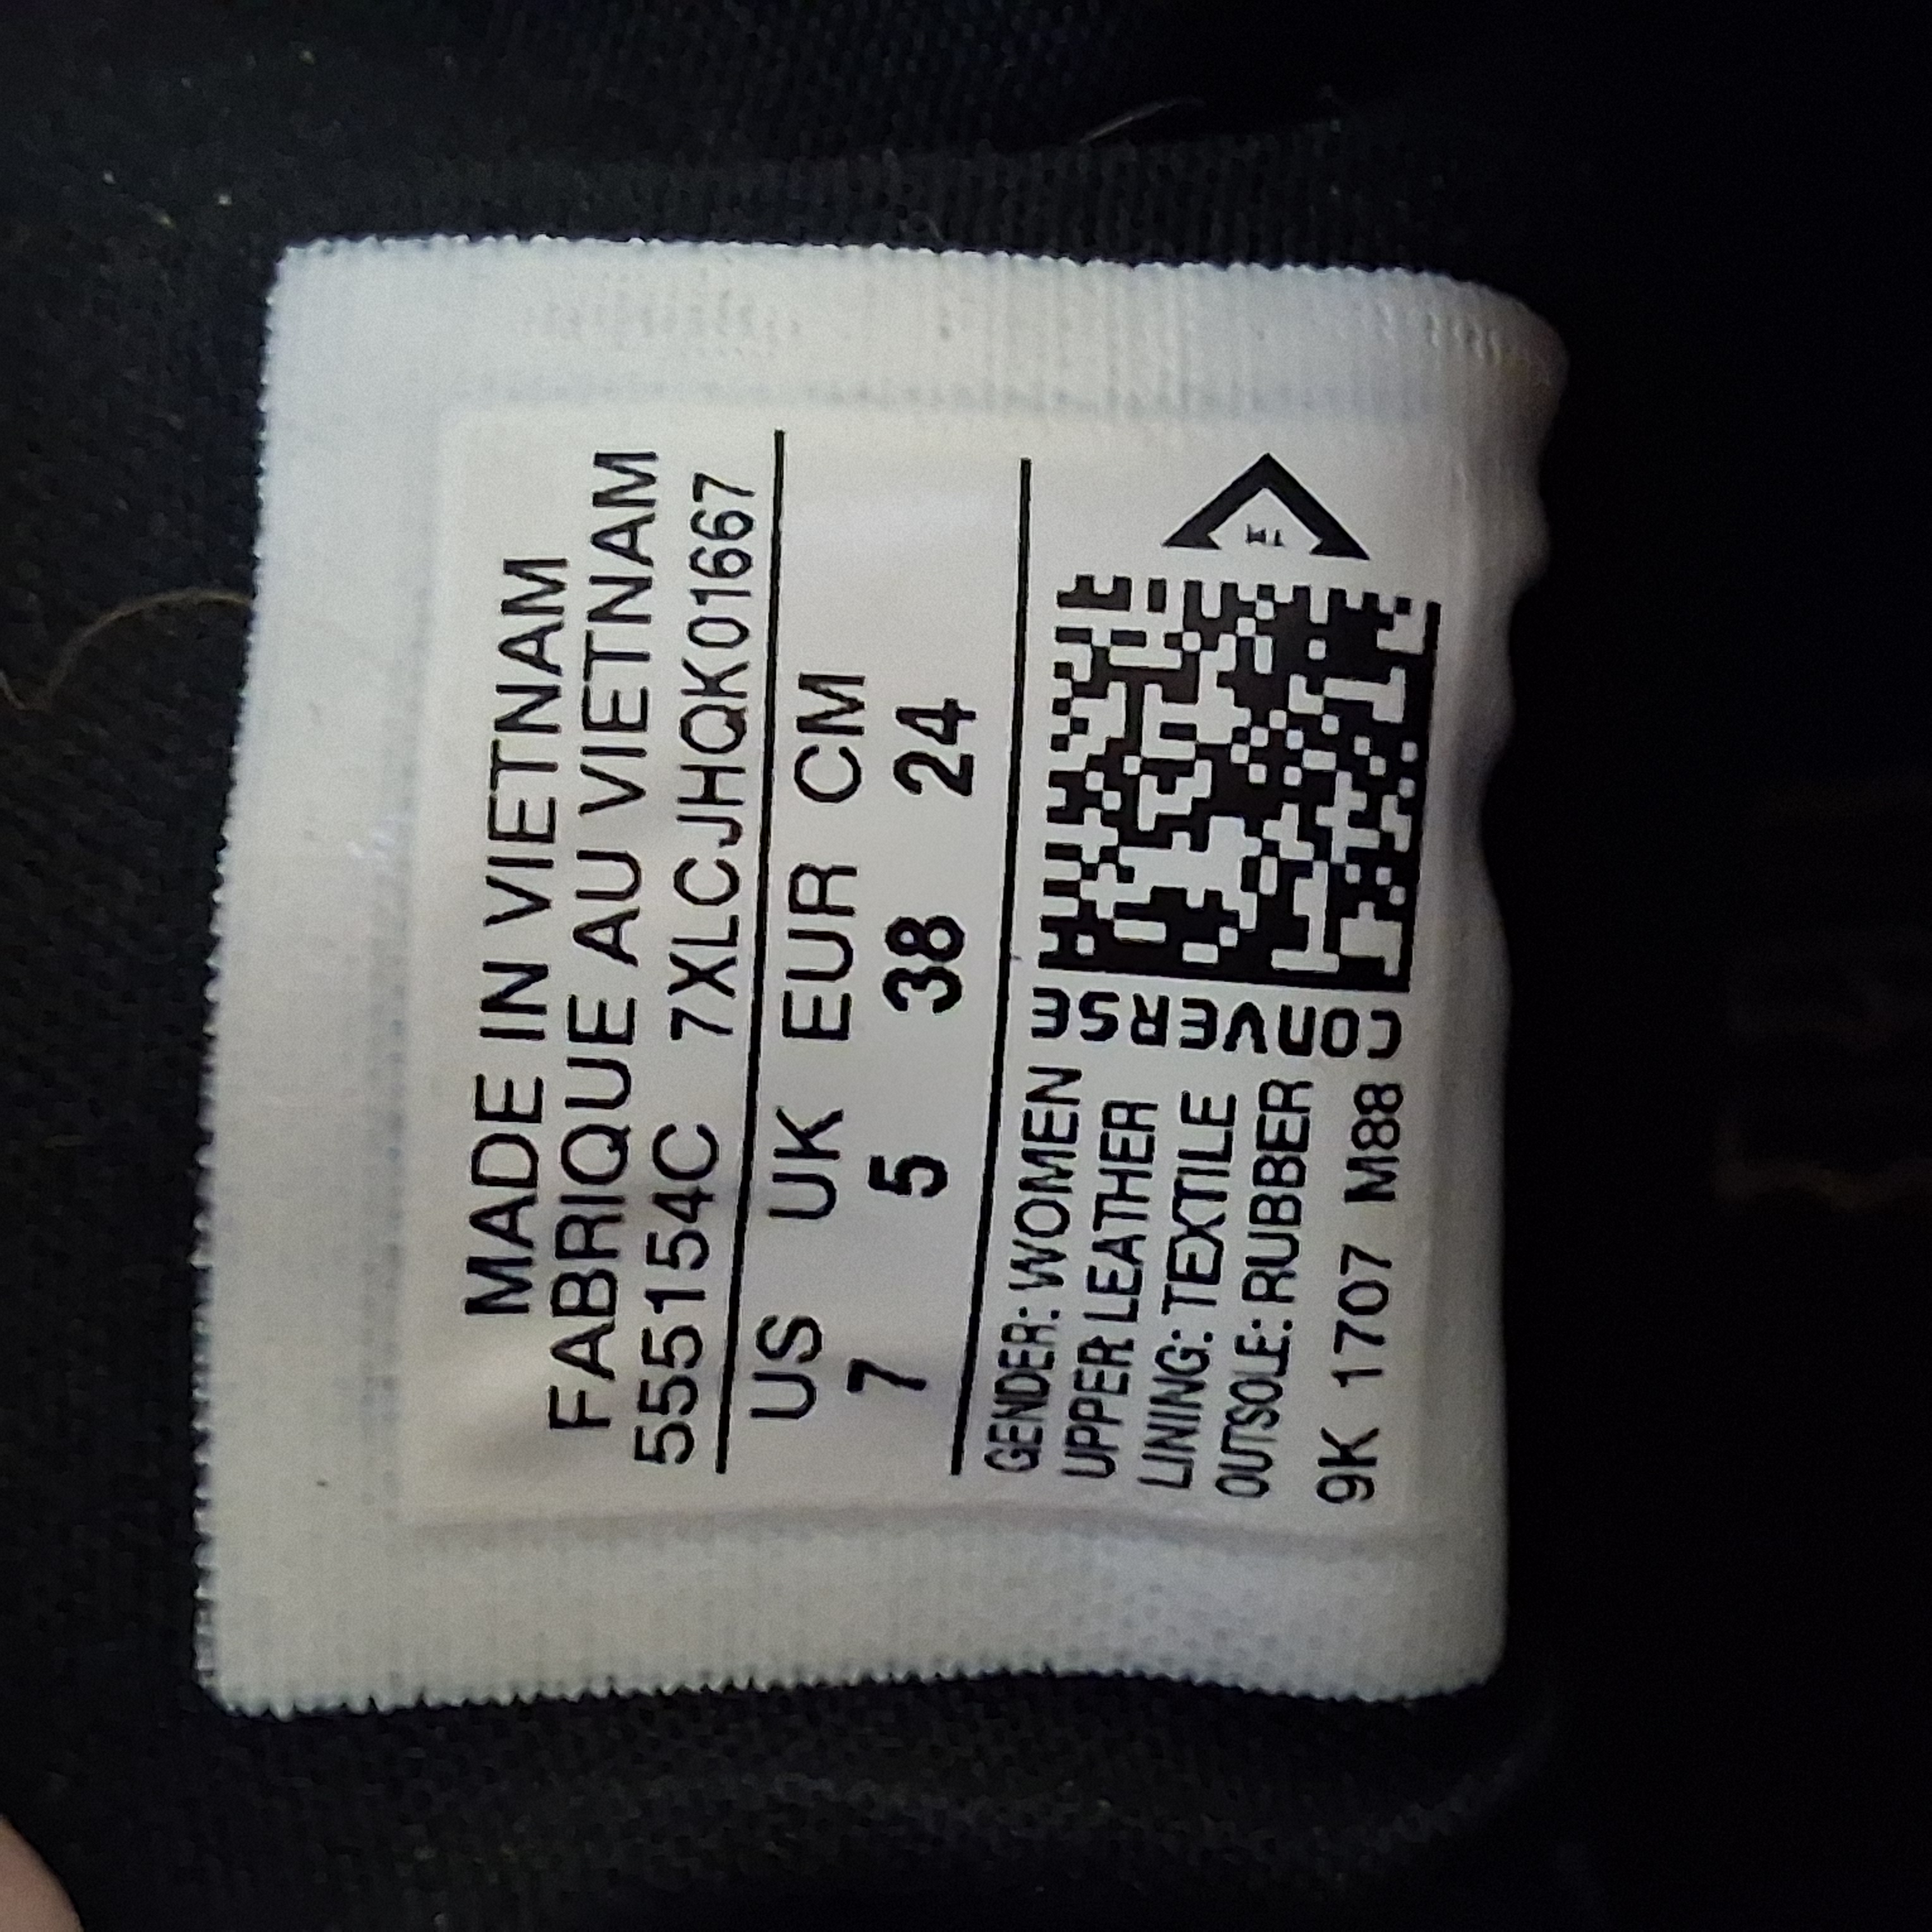 MADE IN VIETNAM
FABRIQUE AU VIETNAM
555154C 7XLCJHQK01667
US UK EUR CM
7 5 38 24
GENDER: WOMEN
UPPER LEATHER
LINING: TEXTILE
OUTSOLE: RUBBER
9K 1707 M88
CONVERSE